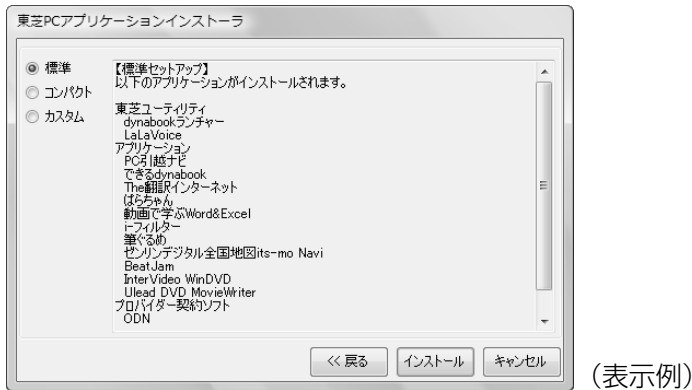 東芝PCアプリケーションインストーラ
標準
コンパクト
カスタム
【標準セットアップ】
以下のアプリケーションがインストールされます。
東芝ユーティリティ
dynabookランチャー
LaLaVoice
アプリケーション
PC引越ナビ
できるdynabook
The翻訳インターネット
ぱらちゃん
動画で学ぶWord&Excel
i-フィルター
筆ぐるめ
ゼンリンデジタル全国地図its-mo Navi
BeatJam
InterVideo WinDVD
Ulead DVD MovieWriter
プロバイダー契約ソフト
ODN
<< 戻る
インストール
キャンセル
（表示例）